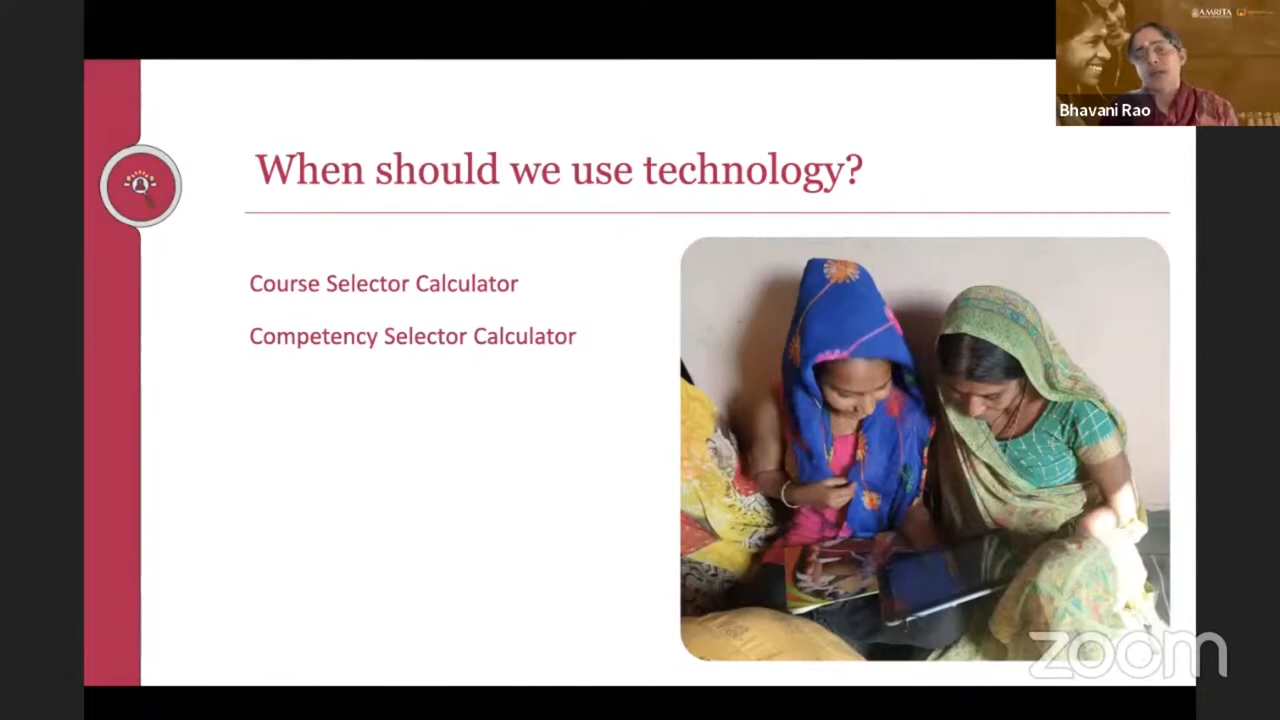 AMRITA
Bhavani Rao
When should we use technology?
Course Selector Calculator
Competency Selector Calculator
zoom